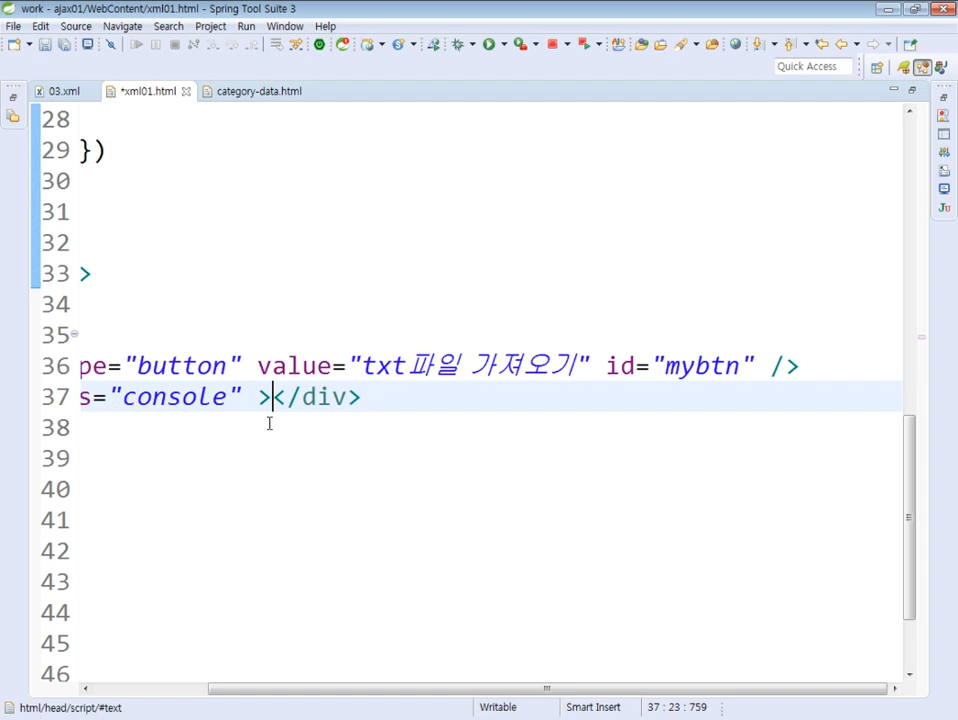 work - ajax01/WebContent/xml01.html - Spring Tool Suite 3
File Edit Source Navigate Search Project Run Window Help
Quick Access
03.xml *xml01.html category-data.html
28
29 })
30
31
32
33 >
34
35
36 pe="button" value="txt파일 가져오기" id="mybtn" />
37 s="console" ></div>
38
39
40
41
42
43
44
45
46
html/head/script/#text Writable Smart Insert 37 : 23 : 759